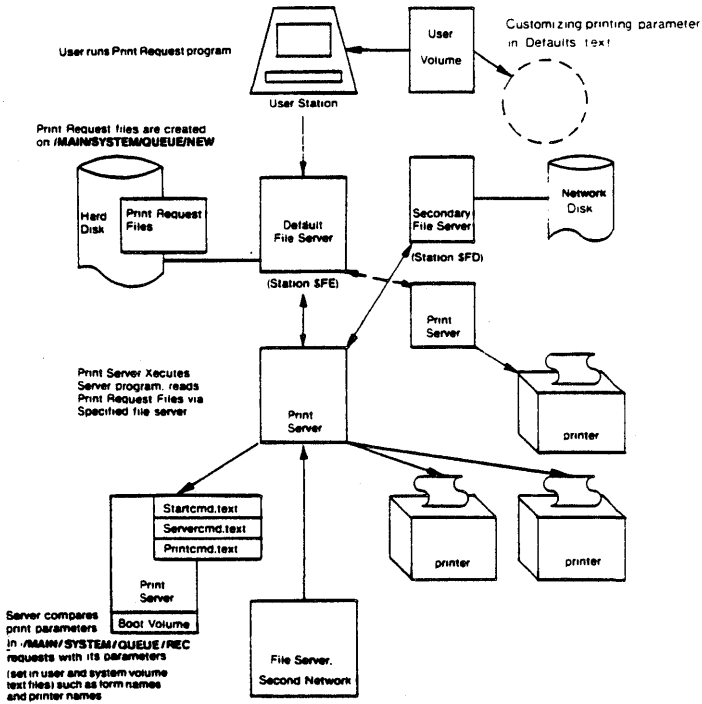 Customizing printing parameter
in Defaults text
User
Volume
User runs Print Request program
User Station
Print Request files are created
on /MAIN/SYSTEM/QUEUE/NEW
Hard
Disk
Print Request
Files
Default
File Server
(Station $FE)
Secondary
File Server
(Station $FD)
Network
Disk
Print
Server
printer
Print Server Xecutes
Server program, reads
Print Request Files via
Specified file server
Print
Server
printer
printer
Startcmd.text
Servercmd.text
Printcmd.text
Print
Server
Boot Volume
Server compares
print parameters
in /MAIN/SYSTEM/QUEUE/REC
requests with its parameters
(set in user and system volume
text files) such as form names
and printer names
File Server,
Second Network